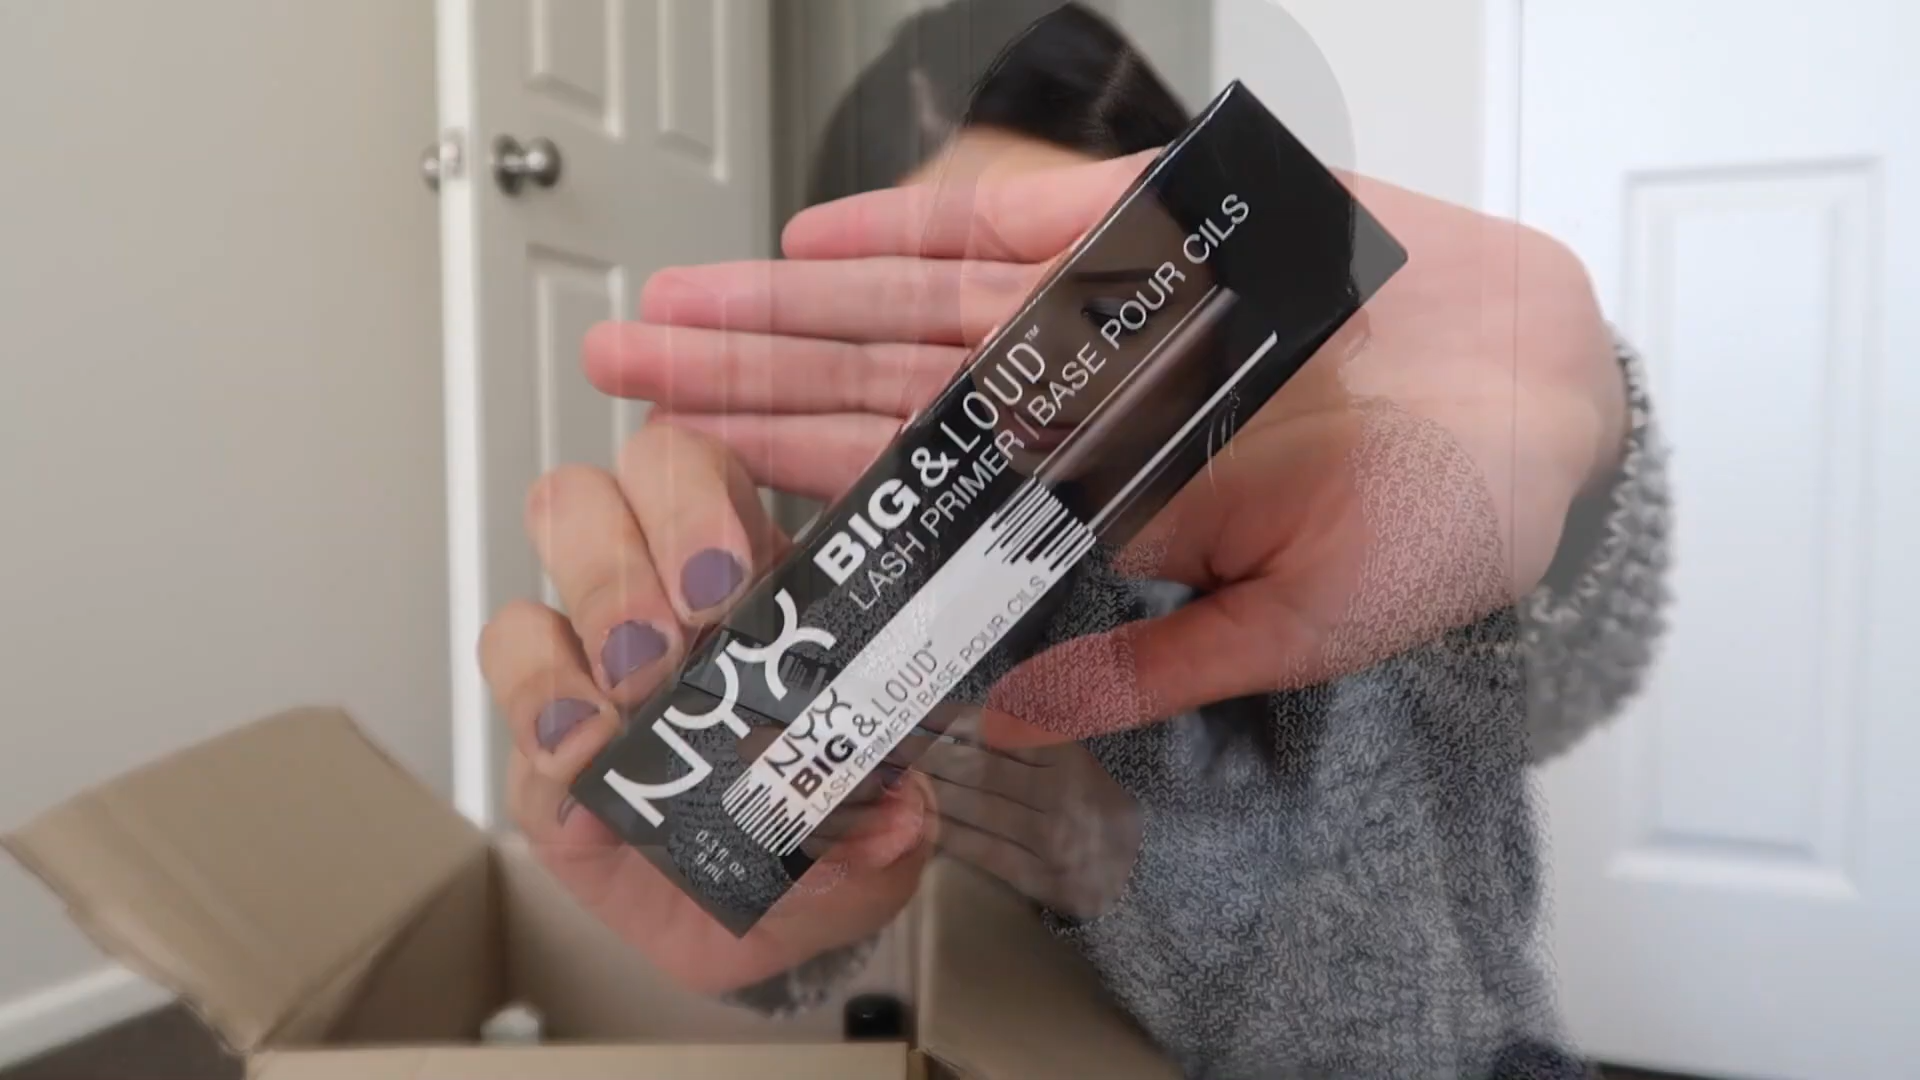 NYX
BIG & LOUD™
LASH PRIMER | BASE POUR CILS
NYX
BIG & LOUD™
LASH PRIMER | BASE POUR CILS
0.3 fl. oz.
9 mL